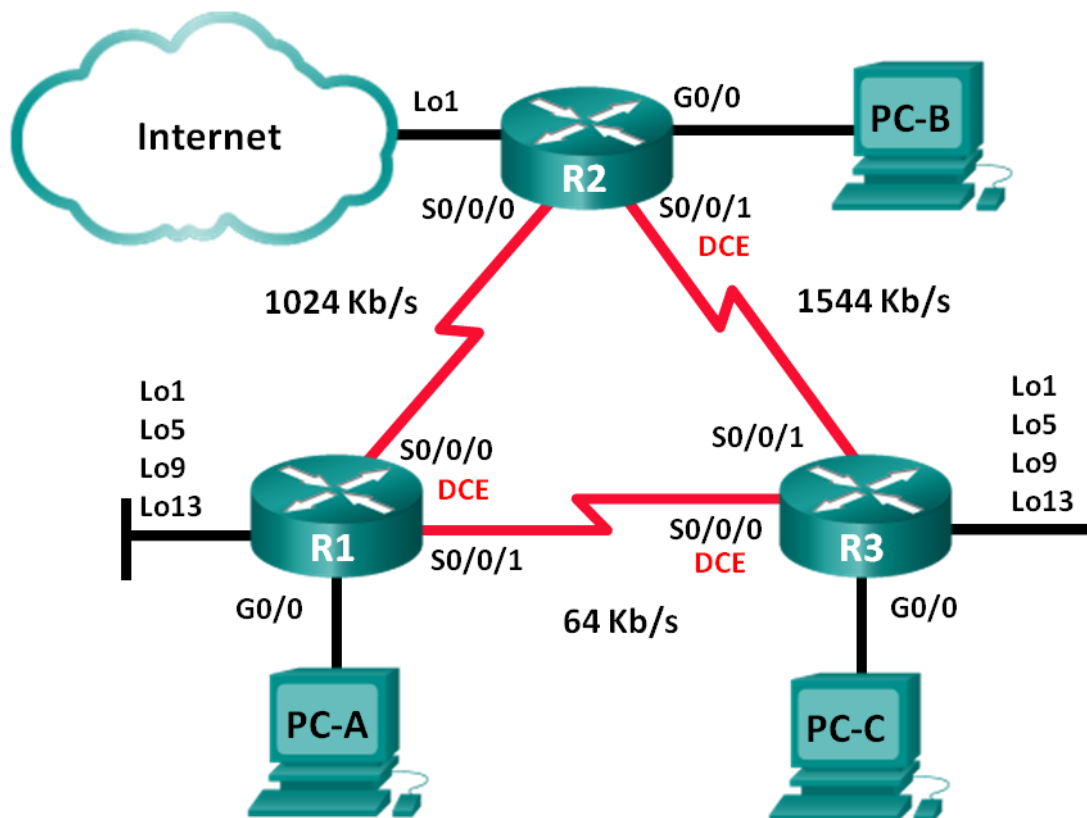 Internet
Lo1
R2
G0/0
PC-B
S0/0/0
S0/0/1
DCE
1024 Kb/s
1544 Kb/s
Lo1
Lo5
Lo9
Lo13
S0/0/0
DCE
R1
S0/0/1
G0/0
PC-A
64 Kb/s
S0/0/1
S0/0/0
DCE
R3
Lo1
Lo5
Lo9
Lo13
G0/0
PC-C